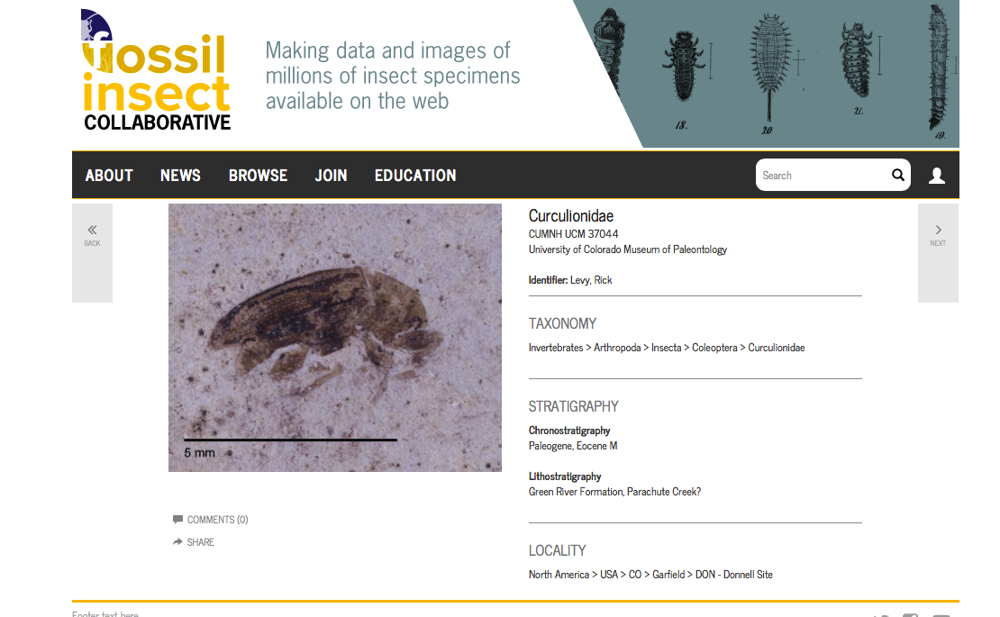 fossil
insect
COLLABORATIVE
Making data and images of
millions of insect specimens
available on the web
18.
20
21.
19.
ABOUT NEWS BROWSE JOIN EDUCATION Search
BACK
NEXT
5 mm
COMMENTS (0)
SHARE
Curculionidae
CUMNH UCM 37044
University of Colorado Museum of Paleontology
Identifier: Levy, Rick
TAXONOMY
Invertebrates > Arthropoda > Insecta > Coleoptera > Curculionidae
STRATIGRAPHY
Chronostratigraphy
Paleogene, Eocene M
Lithostratigraphy
Green River Formation, Parachute Creek?
LOCALITY
North America > USA > CO > Garfield > DON - Donnell Site
Footer text here